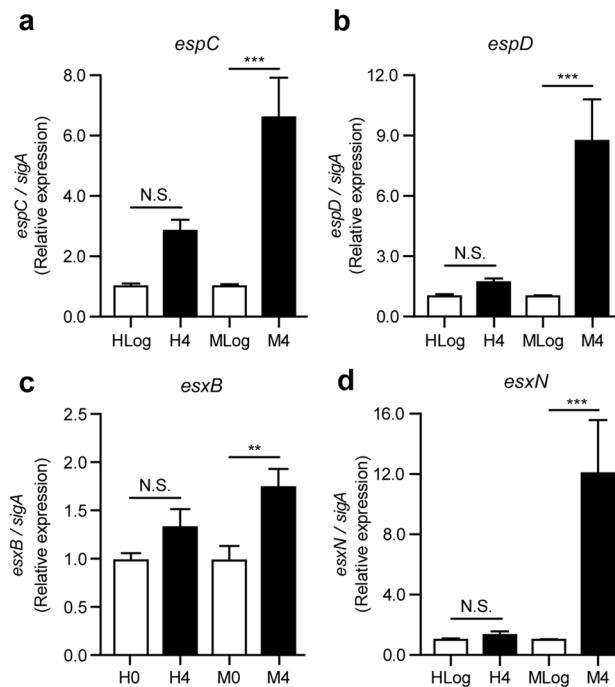 a
espC
8.0
6.0
4.0
2.0
0.0
espC / sigA
(Relative expression)
N.S.
***
HLog H4 MLog M4
b
espD
12.0
9.0
6.0
3.0
0.0
espD / sigA
(Relative expression)
N.S.
***
HLog H4 MLog M4
c
esxB
2.5
2.0
1.5
1.0
0.5
0.0
esxB / sigA
(Relative expression)
N.S.
**
H0 H4 M0 M4
d
esxN
16.0
12.0
8.0
4.0
0.0
esxN / sigA
(Relative expression)
N.S.
***
HLog H4 MLog M4